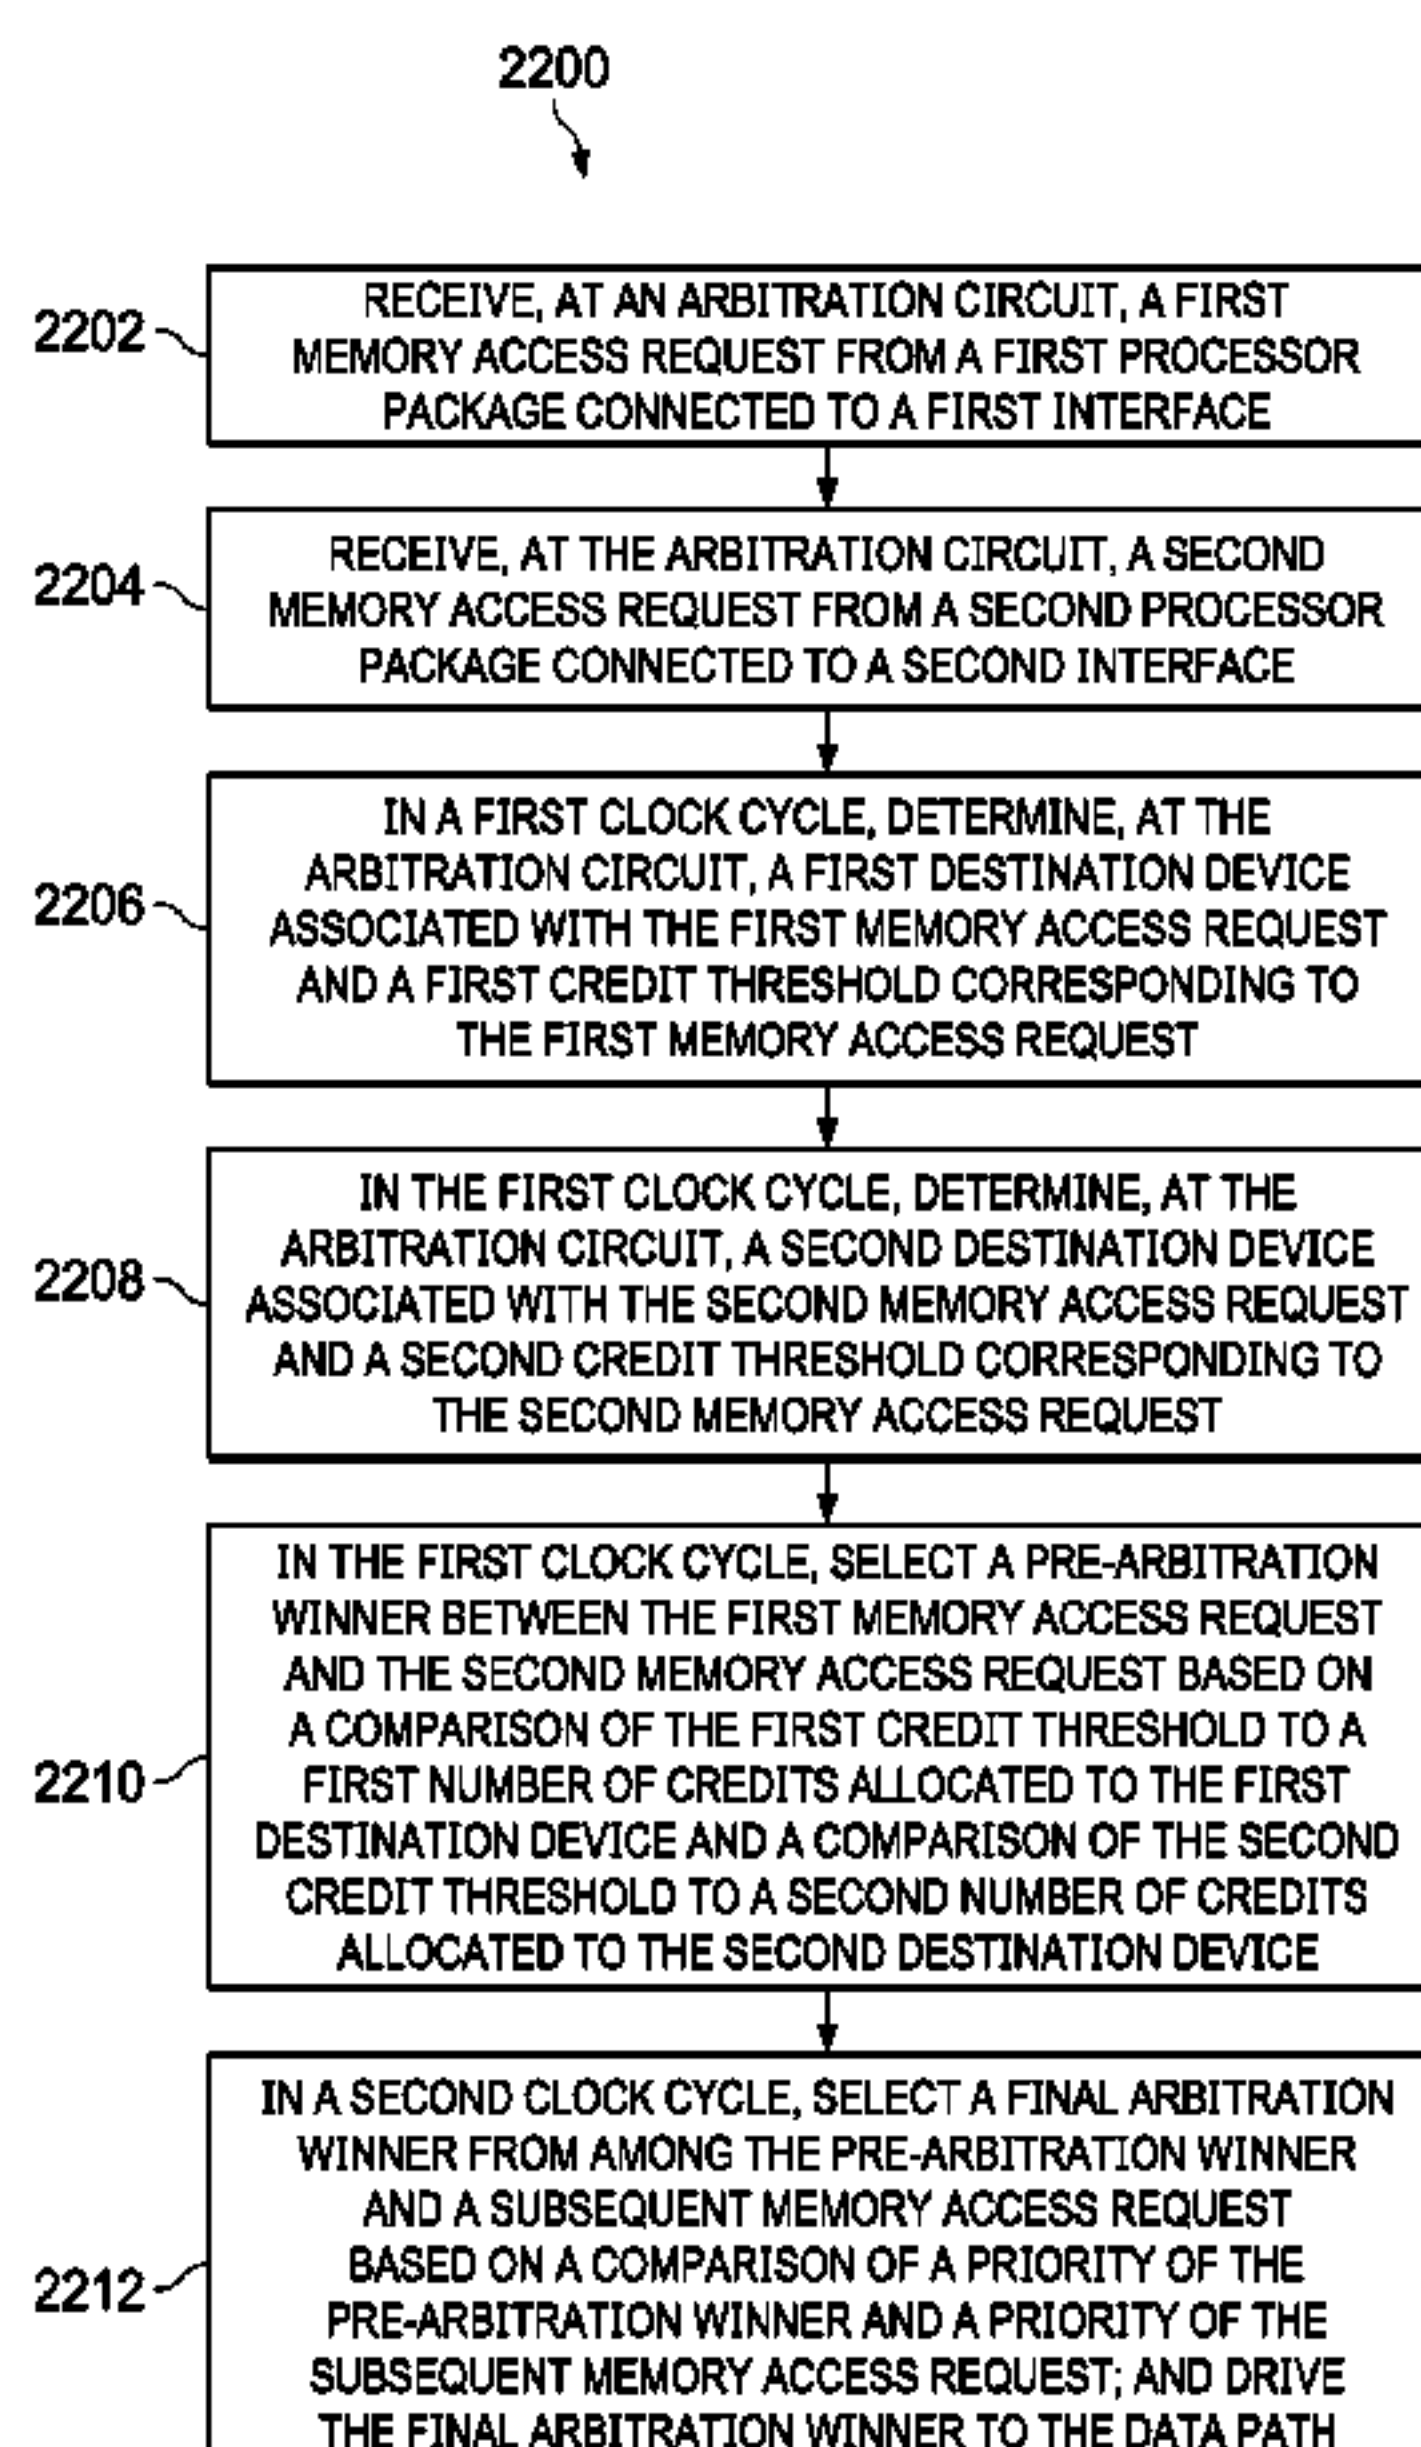 2200
2202
RECEIVE, AT AN ARBITRATION CIRCUIT, A FIRST
MEMORY ACCESS REQUEST FROM A FIRST PROCESSOR
PACKAGE CONNECTED TO A FIRST INTERFACE
2204
RECEIVE, AT THE ARBITRATION CIRCUIT, A SECOND
MEMORY ACCESS REQUEST FROM A SECOND PROCESSOR
PACKAGE CONNECTED TO A SECOND INTERFACE
2206
IN A FIRST CLOCK CYCLE, DETERMINE, AT THE
ARBITRATION CIRCUIT, A FIRST DESTINATION DEVICE
ASSOCIATED WITH THE FIRST MEMORY ACCESS REQUEST
AND A FIRST CREDIT THRESHOLD CORRESPONDING TO
THE FIRST MEMORY ACCESS REQUEST
2208
IN THE FIRST CLOCK CYCLE, DETERMINE, AT THE
ARBITRATION CIRCUIT, A SECOND DESTINATION DEVICE
ASSOCIATED WITH THE SECOND MEMORY ACCESS REQUEST
AND A SECOND CREDIT THRESHOLD CORRESPONDING TO
THE SECOND MEMORY ACCESS REQUEST
2210
IN THE FIRST CLOCK CYCLE, SELECT A PRE-ARBITRATION
WINNER BETWEEN THE FIRST MEMORY ACCESS REQUEST
AND THE SECOND MEMORY ACCESS REQUEST BASED ON
A COMPARISON OF THE FIRST CREDIT THRESHOLD TO A
FIRST NUMBER OF CREDITS ALLOCATED TO THE FIRST
DESTINATION DEVICE AND A COMPARISON OF THE SECOND
CREDIT THRESHOLD TO A SECOND NUMBER OF CREDITS
ALLOCATED TO THE SECOND DESTINATION DEVICE
2212
IN A SECOND CLOCK CYCLE, SELECT A FINAL ARBITRATION
WINNER FROM AMONG THE PRE-ARBITRATION WINNER
AND A SUBSEQUENT MEMORY ACCESS REQUEST
BASED ON A COMPARISON OF A PRIORITY OF THE
PRE-ARBITRATION WINNER AND A PRIORITY OF THE
SUBSEQUENT MEMORY ACCESS REQUEST; AND DRIVE
THE FINAL ARBITRATION WINNER TO THE DATA PATH